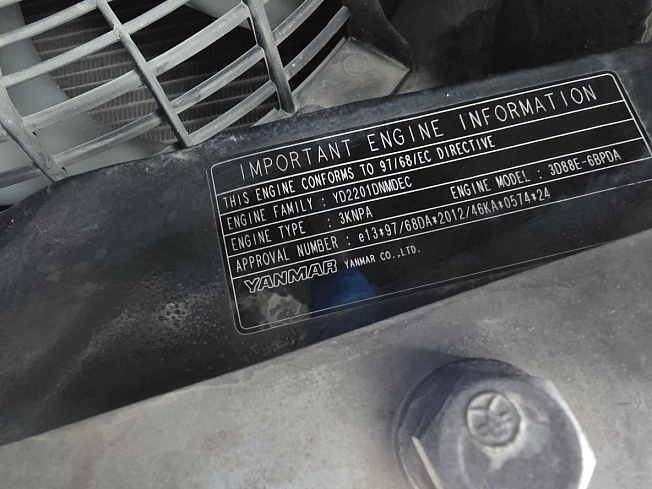 IMPORTANT ENGINE INFORMATION
THIS ENGINE CONFORMS TO 97/68/EC DIRECTIVE
ENGINE FAMILY : YD2201DNMDEC
ENGINE TYPE : 3KNPA ENGINE MODEL : 3D88E-6BPDA
APPROVAL NUMBER : e13*97/68DA*2012/46KA*0574*24
YANMAR YANMAR CO.,LTD.